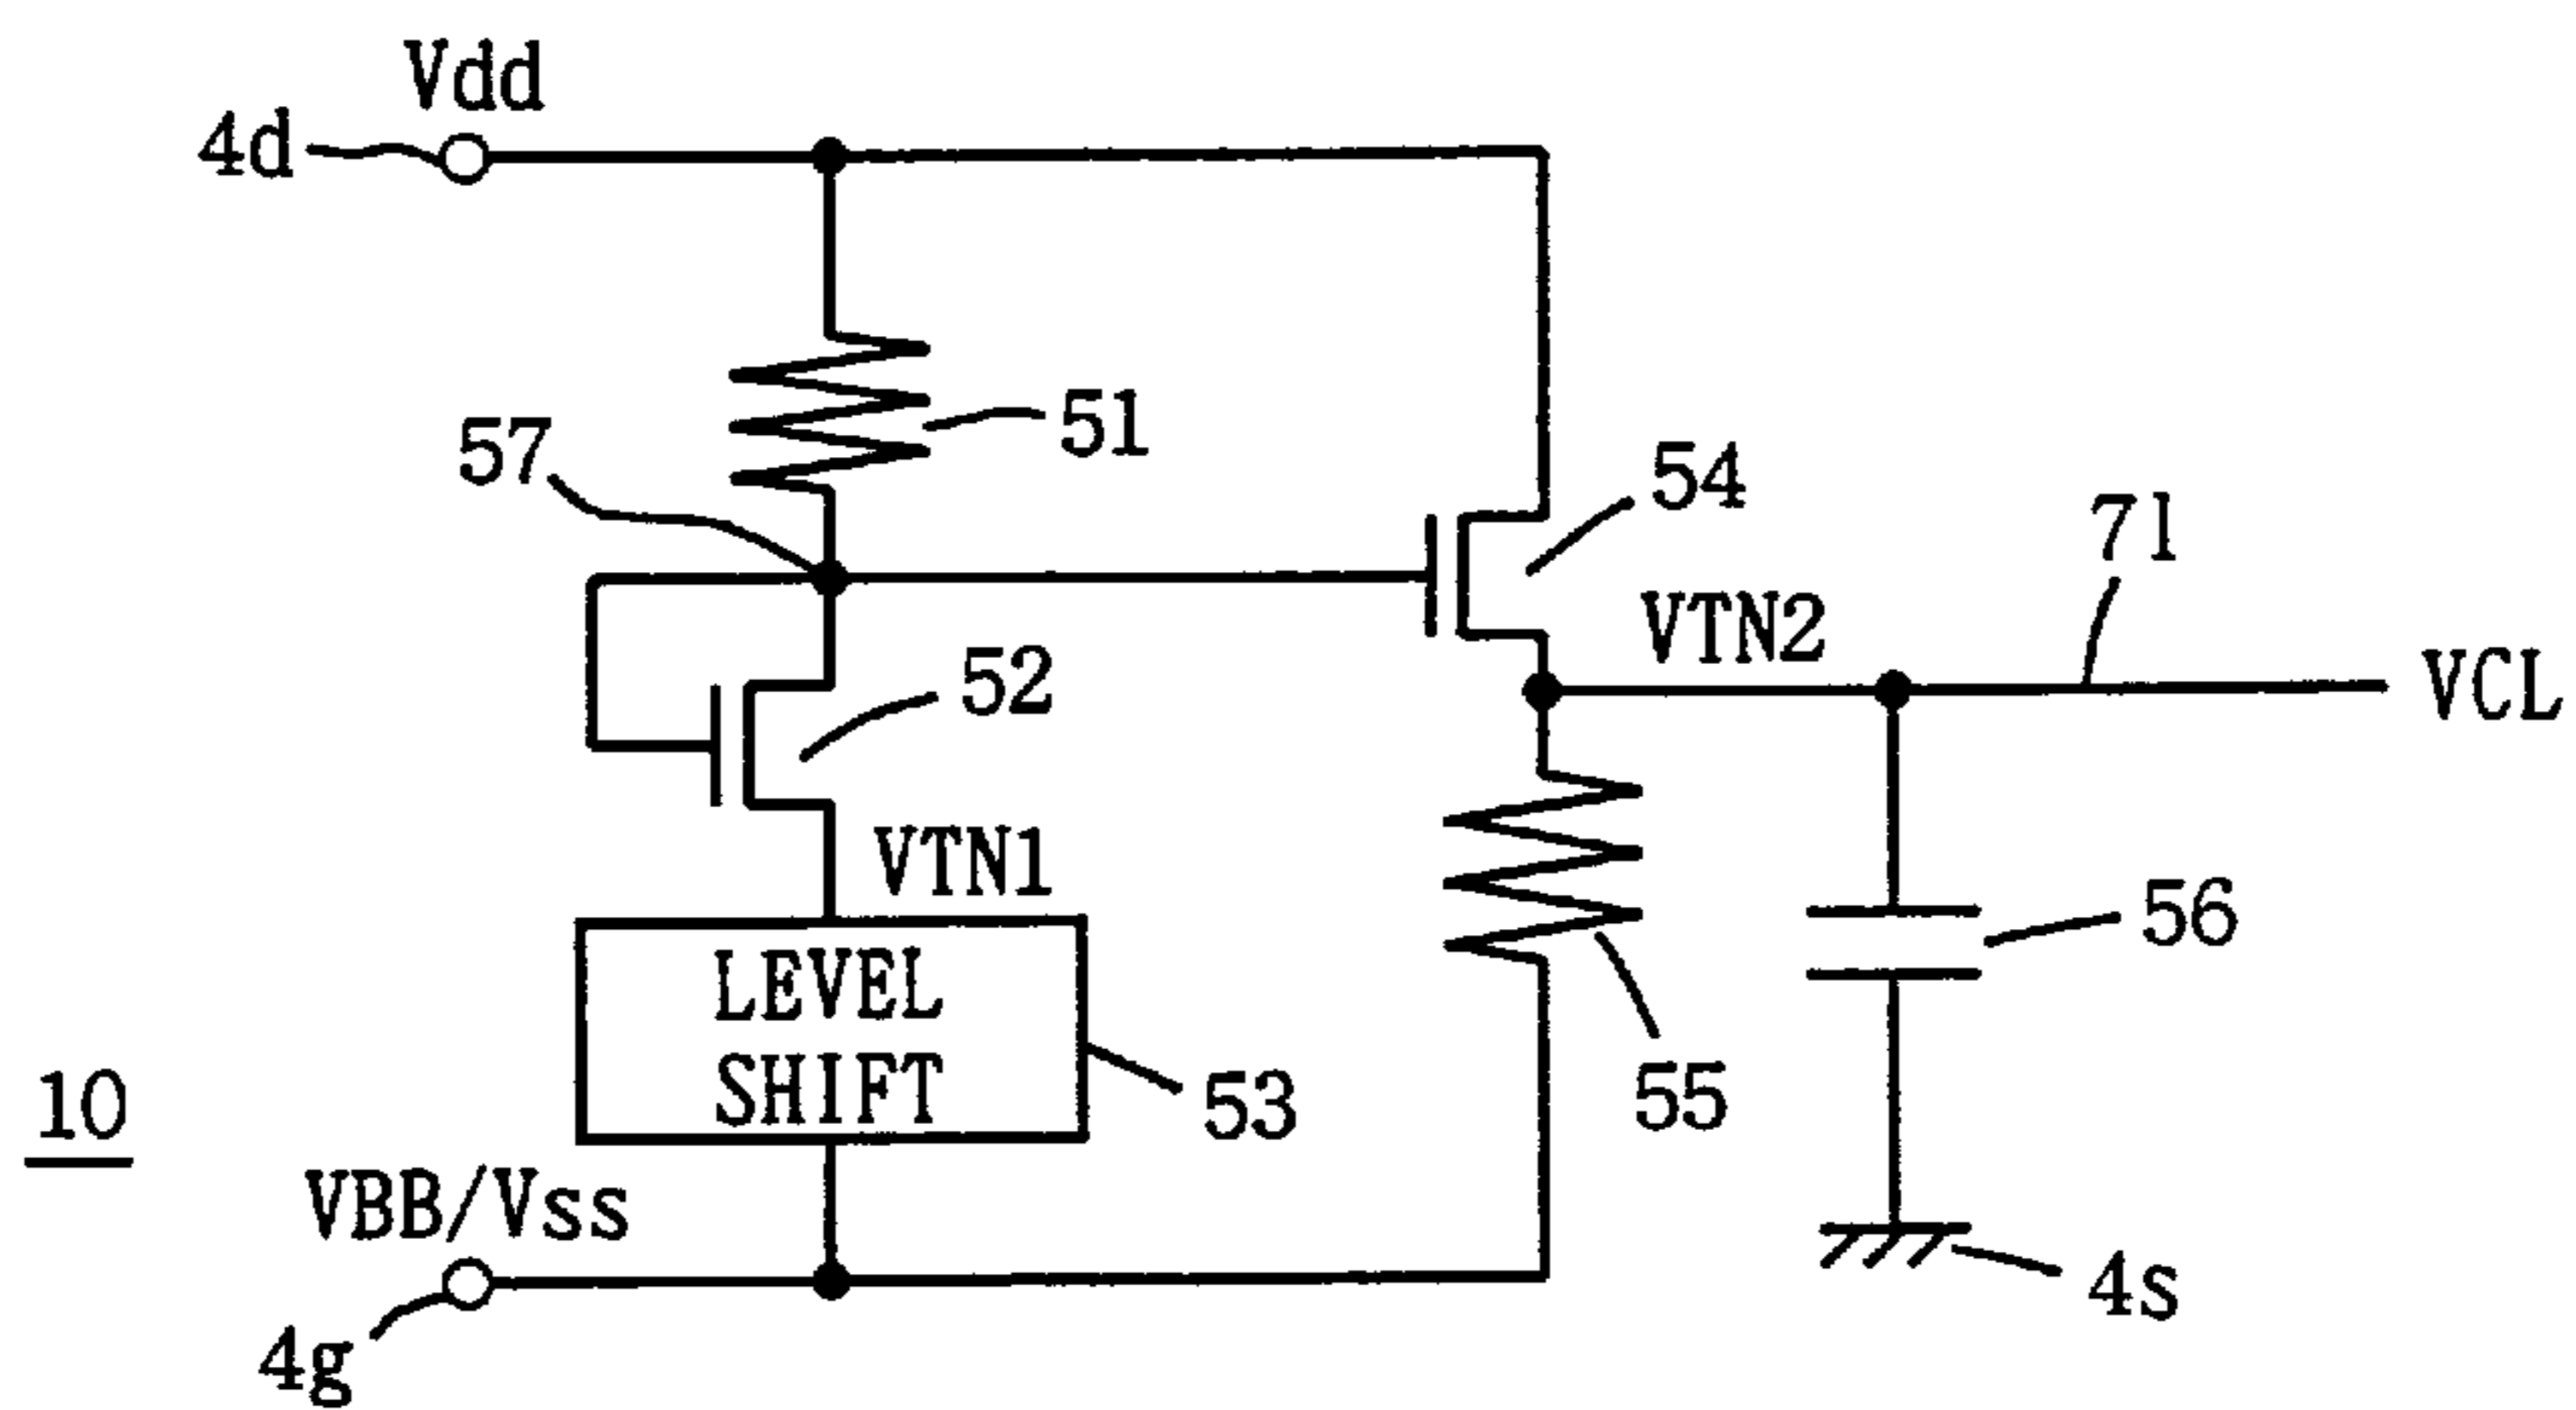 Vdd
4d
51
57
54
7l
VTN2
52
VCL
VTN1
56
LEVEL
SHIFT
53
55
10
VBB/Vss
4s
4g